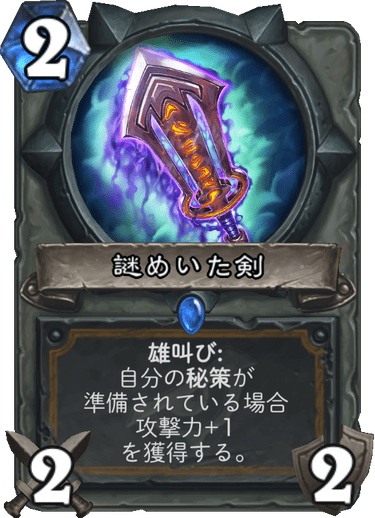 2
謎めいた剣
雄叫び:
自分の秘策が
準備されている場合
攻撃力+1
を獲得する。
2
2